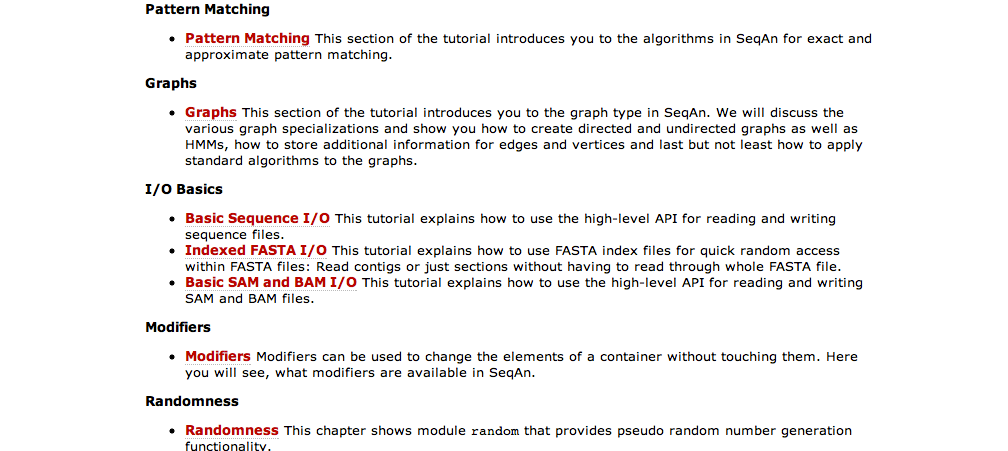 Pattern Matching
Pattern Matching This section of the tutorial introduces you to the algorithms in SeqAn for exact and
approximate pattern matching.
Graphs
Graphs This section of the tutorial introduces you to the graph type in SeqAn. We will discuss the
various graph specializations and show you how to create directed and undirected graphs as well as
HMMs, how to store additional information for edges and vertices and last but not least how to apply
standard algorithms to the graphs.
I/O Basics
Basic Sequence I/O This tutorial explains how to use the high-level API for reading and writing
sequence files.
Indexed FASTA I/O This tutorial explains how to use FASTA index files for quick random access
within FASTA files: Read contigs or just sections without having to read through whole FASTA file.
Basic SAM and BAM I/O This tutorial explains how to use the high-level API for reading and writing
SAM and BAM files.
Modifiers
Modifiers Modifiers can be used to change the elements of a container without touching them. Here
you will see, what modifiers are available in SeqAn.
Randomness
Randomness This chapter shows module random that provides pseudo random number generation
functionality.